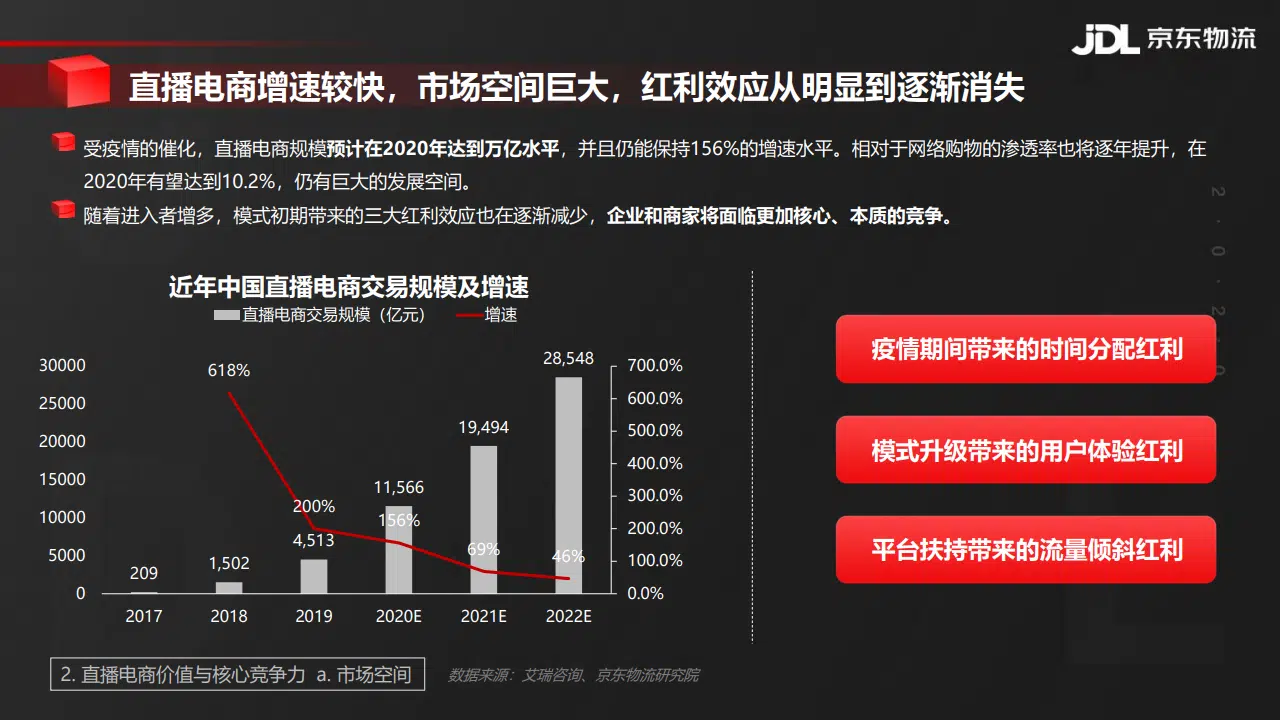 JDL 京东物流
直播电商增速较快，市场空间巨大，红利效应从明显到逐渐消失
受疫情的催化，直播电商规模预计在2020年达到万亿水平，并且仍能保持156%的增速水平。相对于网络购物的渗透率也将逐年提升，在
2020年有望达到10.2%，仍有巨大的发展空间。
随着进入者增多，模式初期带来的三大红利效应也在逐渐减少，企业和商家将面临更加核心、本质的竞争。
2·0·2·0
近年中国直播电商交易规模及增速
直播电商交易规模（亿元） 增速
30000
25000
20000
15000
10000
5000
0
618%
200%
156%
69%
46%
209
1,502
4,513
11,566
19,494
28,548
700.0%
600.0%
500.0%
400.0%
300.0%
200.0%
100.0%
0.0%
2017 2018 2019 2020E 2021E 2022E
疫情期间带来的时间分配红利
模式升级带来的用户体验红利
平台扶持带来的流量倾斜红利
2. 直播电商价值与核心竞争力 a. 市场空间
数据来源：艾瑞咨询、京东物流研究院